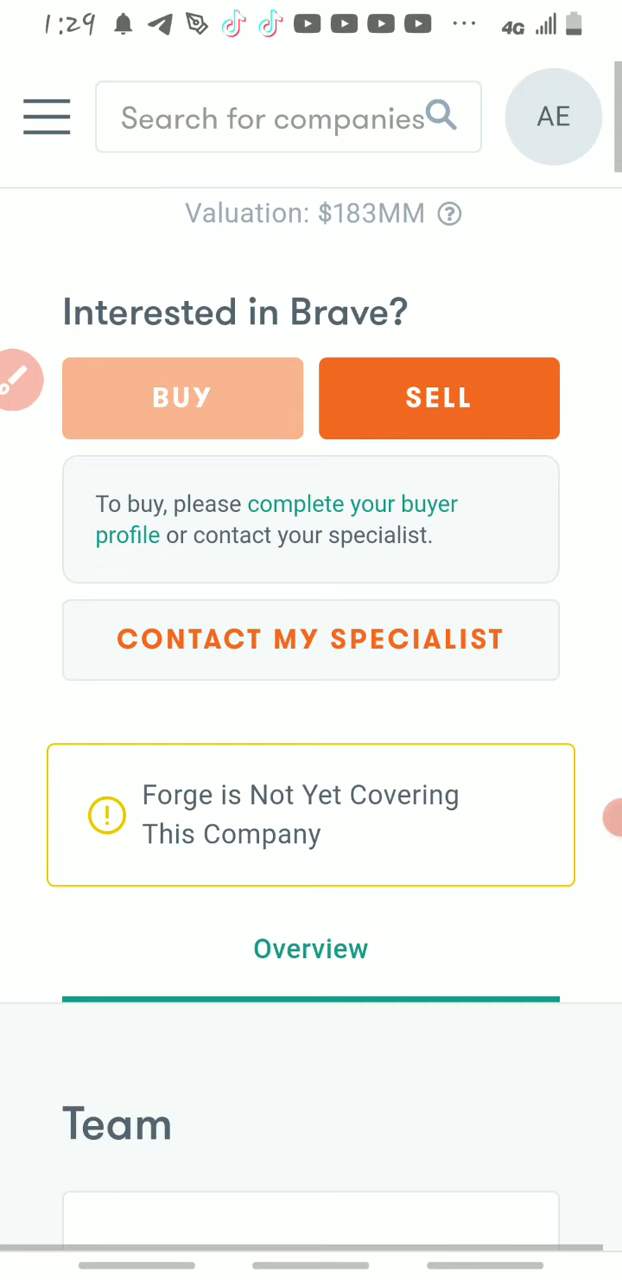 1:29
4G
Search for companies
AE
Valuation: $183MM ?
Interested in Brave?
BUY
SELL
To buy, please complete your buyer
profile or contact your specialist.
CONTACT MY SPECIALIST
Forge is Not Yet Covering
This Company
Overview
Team